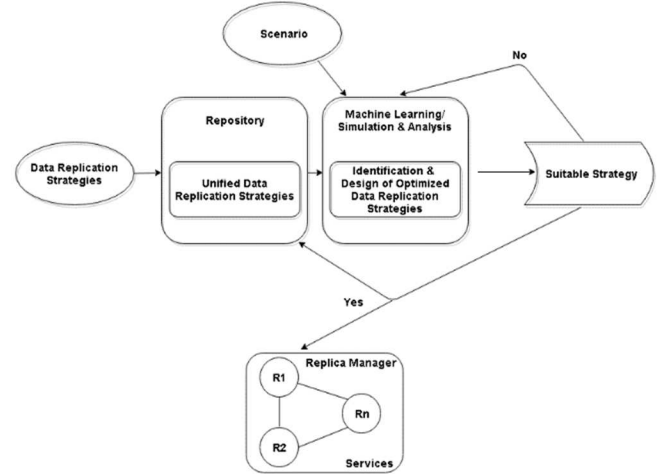 Scenario
No
Repository
Machine Learning/
Simulation & Analysis
Data Replication
Strategies
Unified Data
Replication Strategies
Identification &
Design of Optimized
Data Replication
Strategies
Suitable Strategy
Yes
Replica Manager
R1
Rn
R2
Services